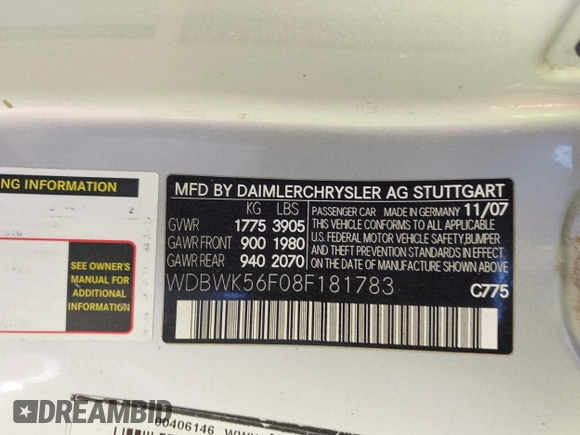 NG INFORMATION
SEE OWNER'S
MANUAL FOR
ADDITIONAL
INFORMATION
MFD BY DAIMLERCHRYSLER AG STUTTGART
KG LBS
GVWR 1775 3905
GAWR FRONT 900 1980
GAWR REAR 940 2070
PASSENGER CAR MADE IN GERMANY 11/07
THIS VEHICLE CONFORMS TO ALL APPLICABLE
U.S. FEDERAL MOTOR VEHICLE SAFETY,BUMPER
AND THEFT PREVENTION STANDARDS IN EFFECT
ON THE DATE OF MANUFACTURE SHOWN ABOVE.
WDBWK56F08F181783
C775
00406146
DREAMBID